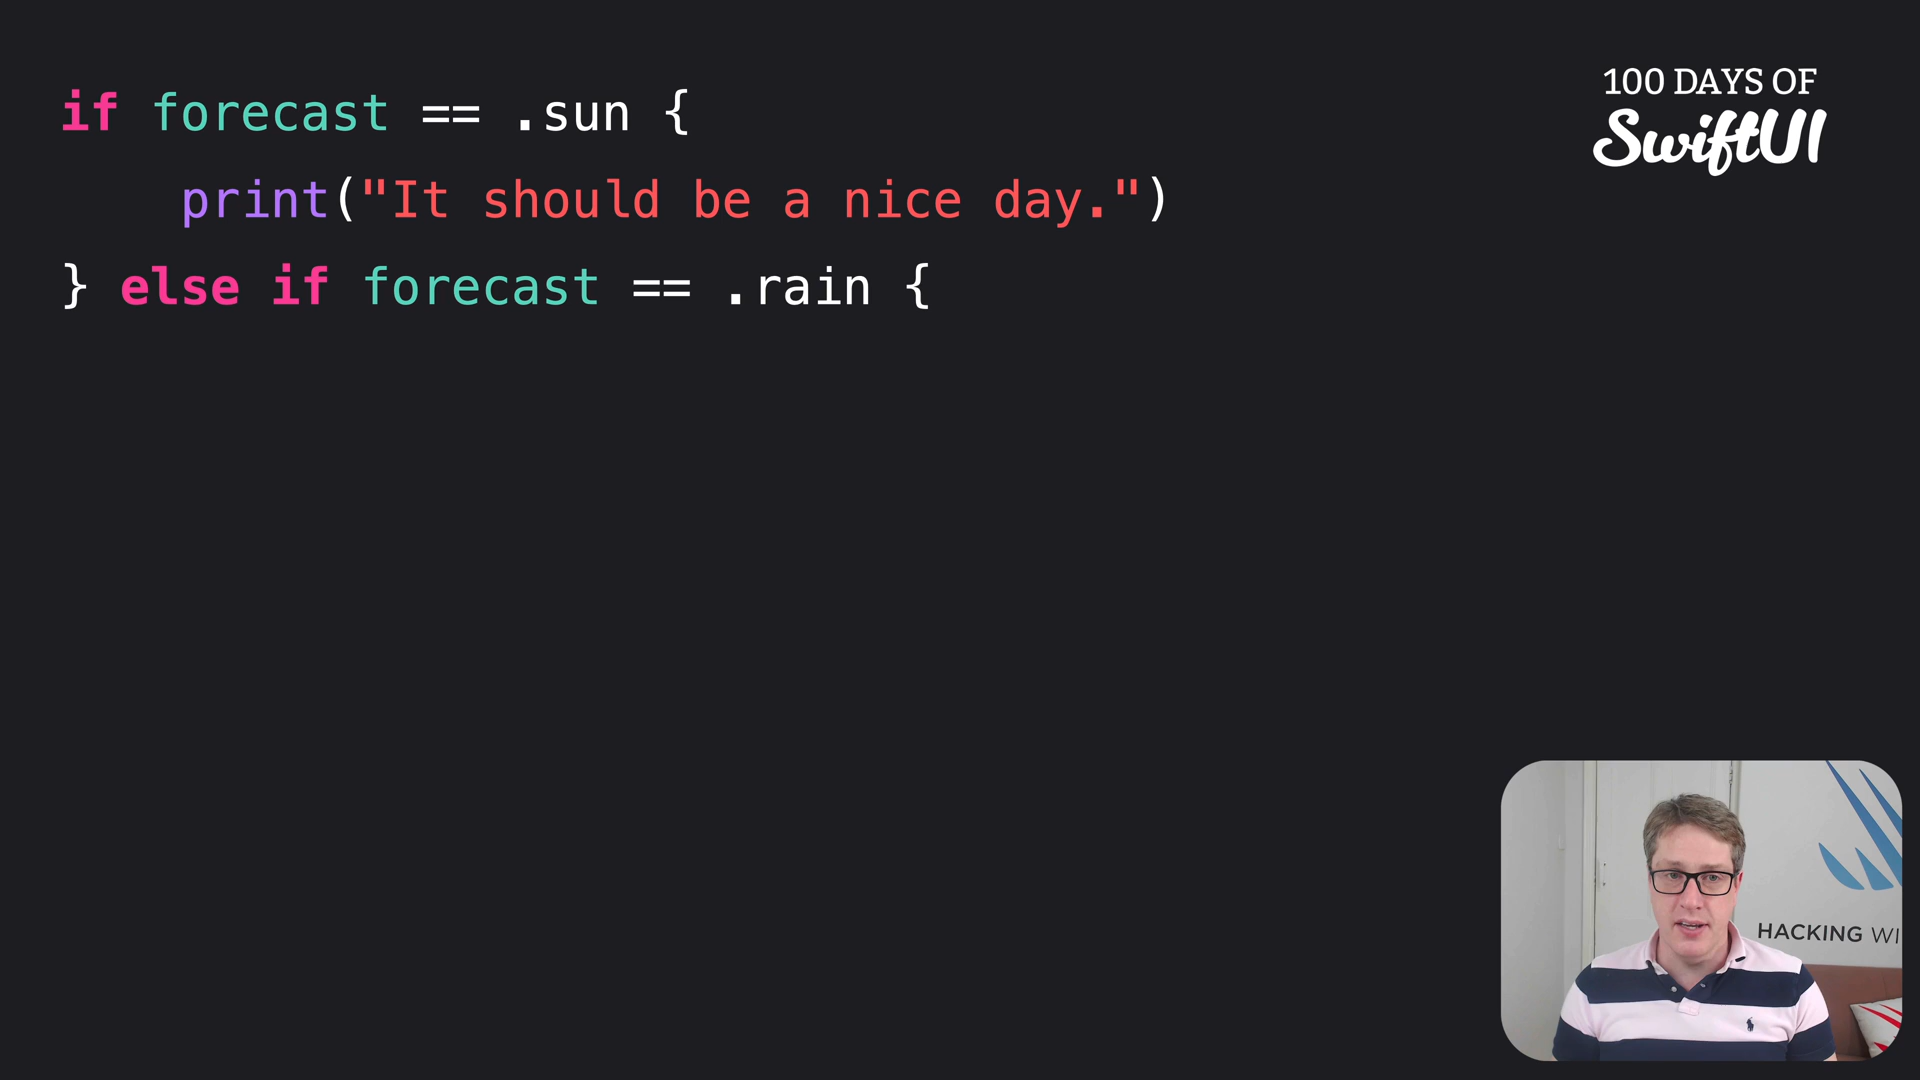 if forecast == .sun {
    print("It should be a nice day.")
} else if forecast == .rain {
100 DAYS OF
SwiftUI
HACKING WI